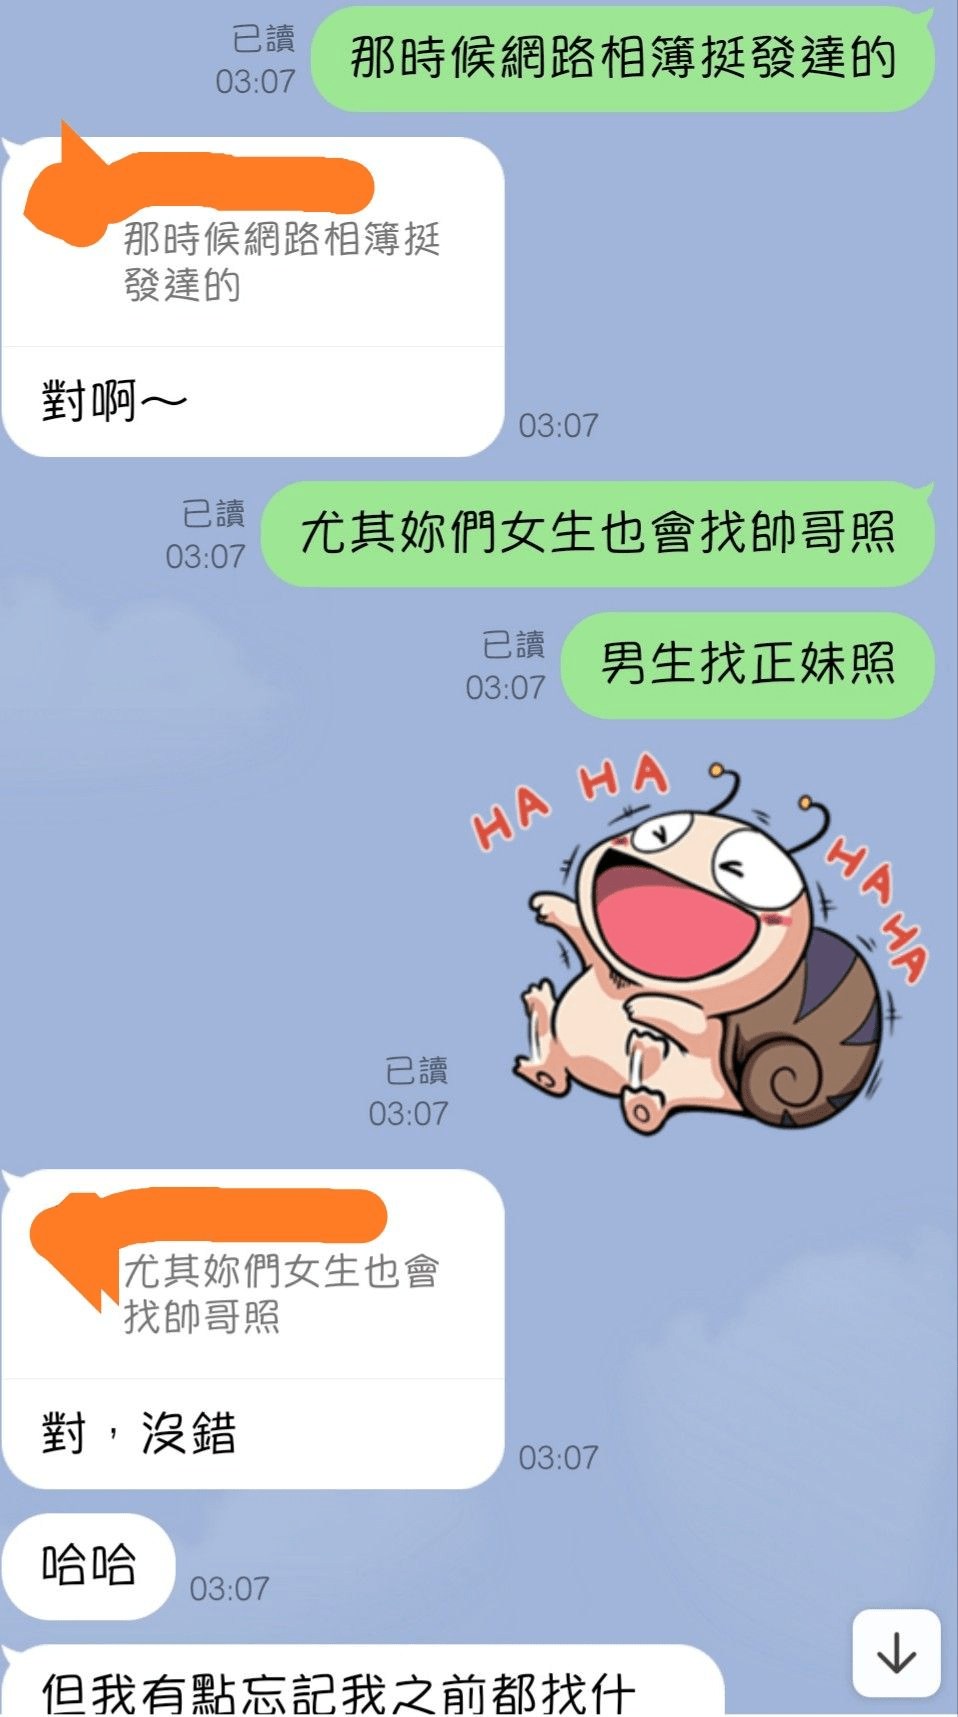 那時候網路相簿挺發達的
已讀
03:07
那時候網路相簿挺
發達的
對啊～
03:07
尤其妳們女生也會找帥哥照
已讀
03:07
男生找正妹照
已讀
03:07
HA HA
HAHA
已讀
03:07
尤其妳們女生也會
找帥哥照
對，沒錯
03:07
哈哈
03:07
但我有點忘記我之前都找什